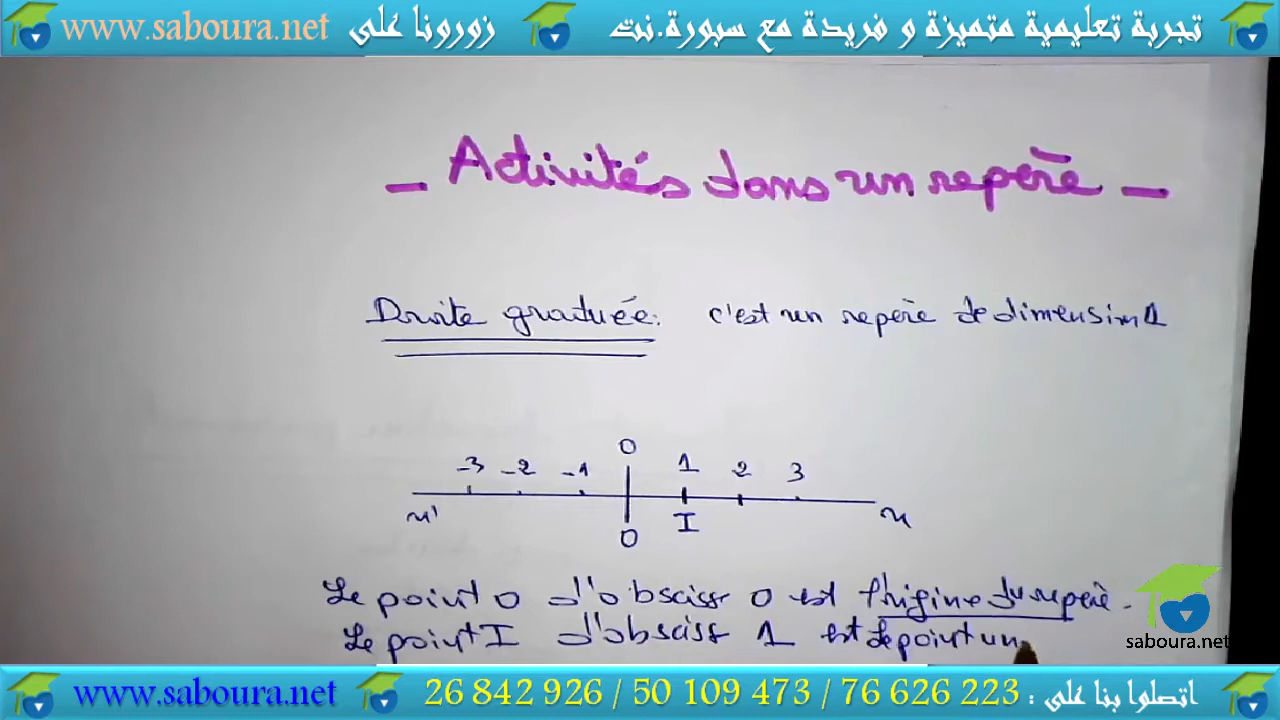 www.saboura.net زورونا على تجربة تعليمية متميزة و فريدة مع سبورة.نت
- Activités dans un repère -
Droite graduée: c'est un repère de dimension 1
0
-3 -2 -1 1 2 3
x' I x
O
Le point O d'abscisse 0 est l'origine du repère.
Le point I d'abscisse 1 est le point un
saboura.net
www.saboura.net 26 842 926 / 50 109 473 / 76 626 223 : اتصلوا بنا على